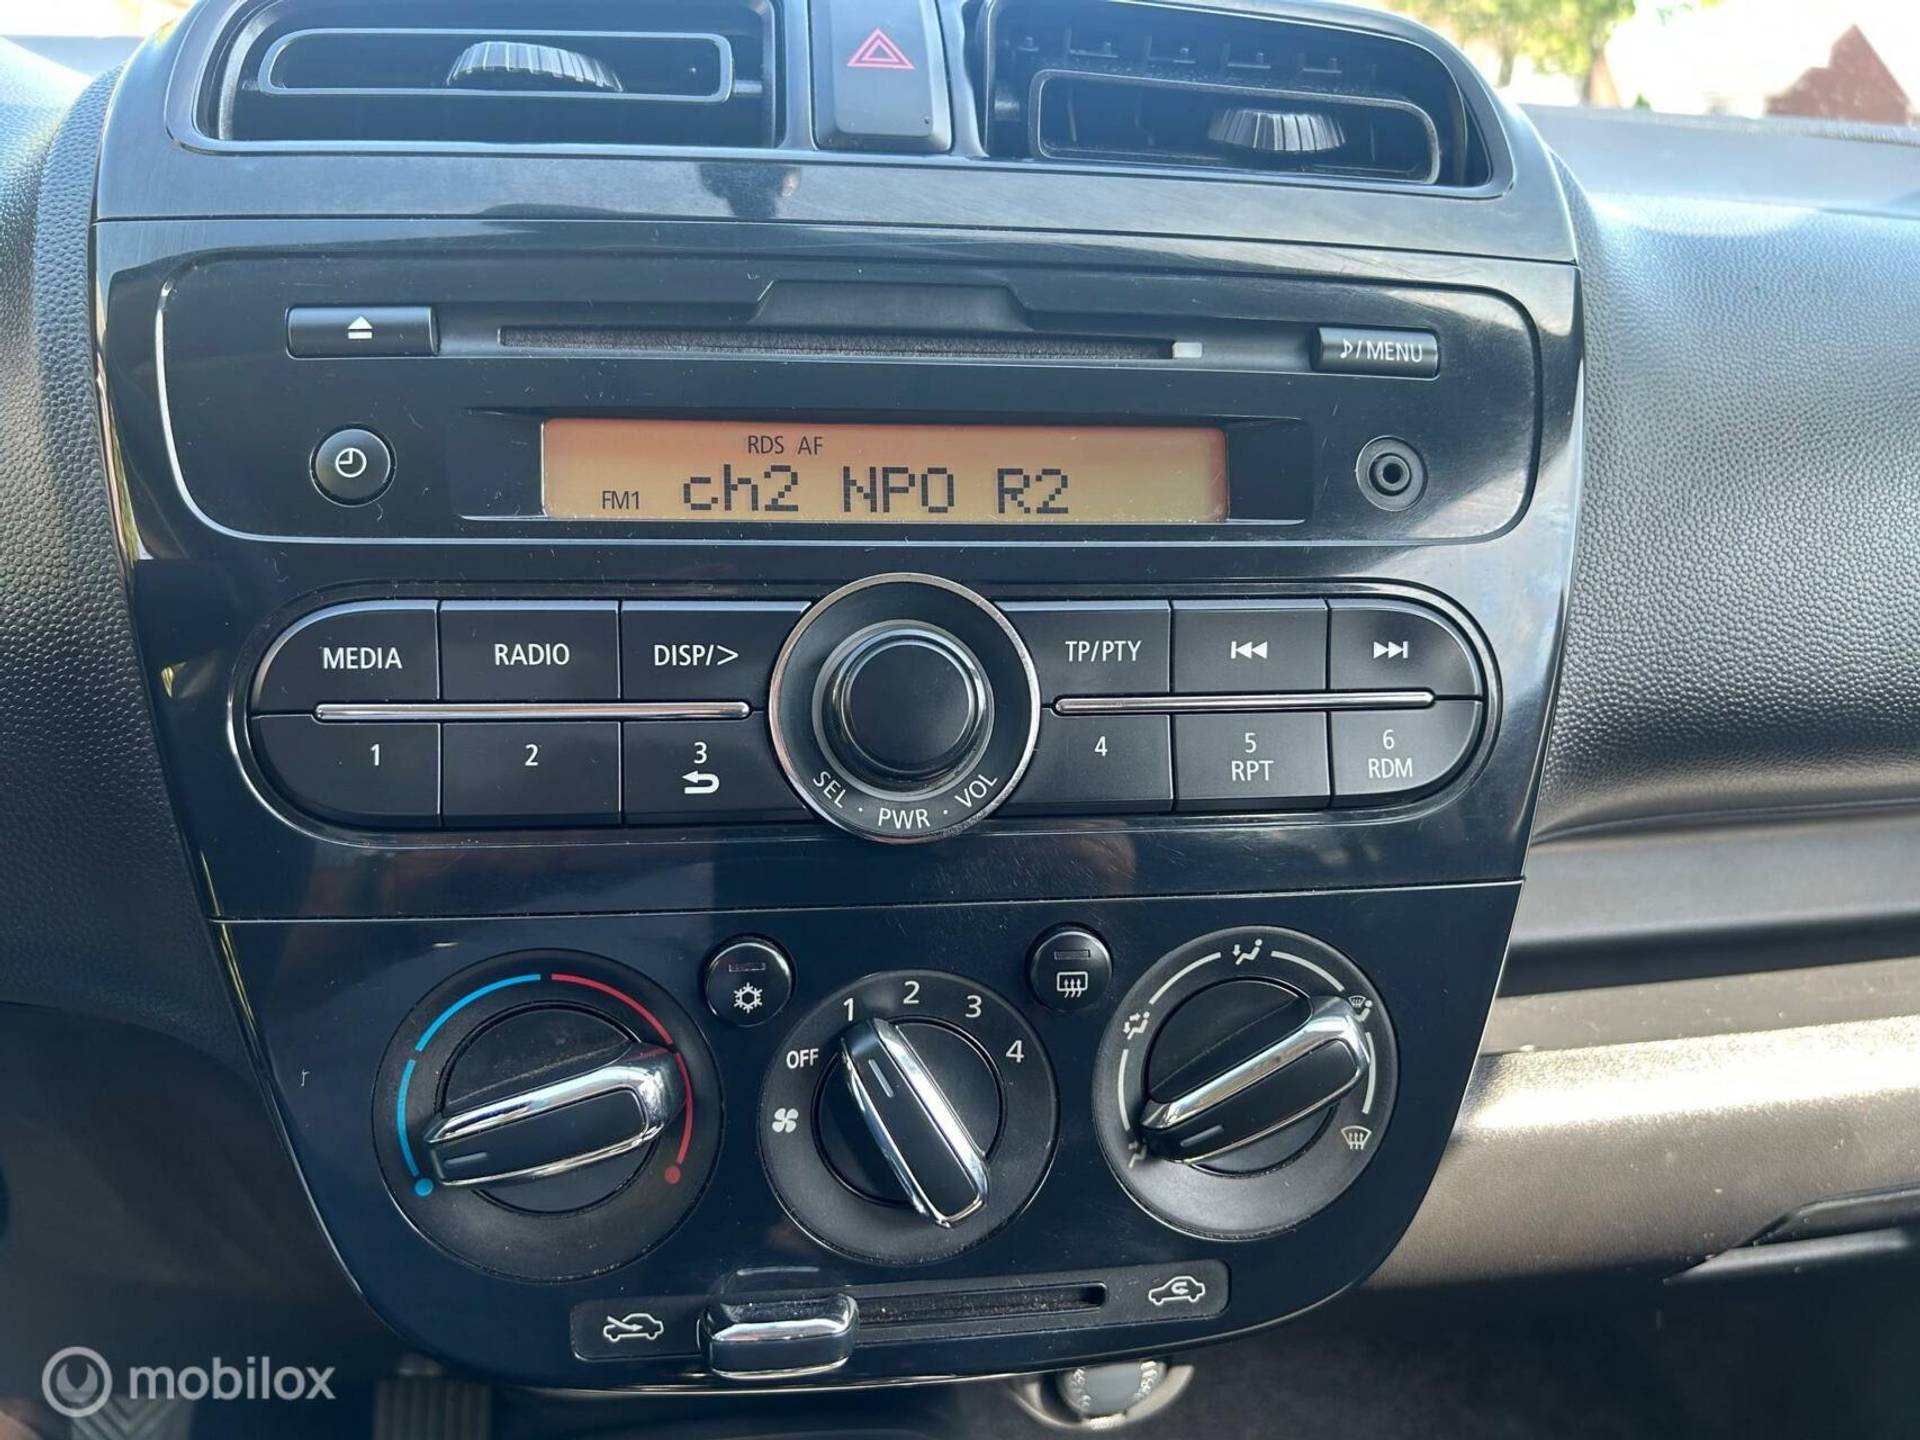 ♪/MENU
RDS AF
FM1 ch2 NPO R2
MEDIA RADIO DISP/> TP/PTY
1 2 3 4 5 6
RPT RDM
SEL · PWR · VOL
OFF 1 2 3 4
mobilox